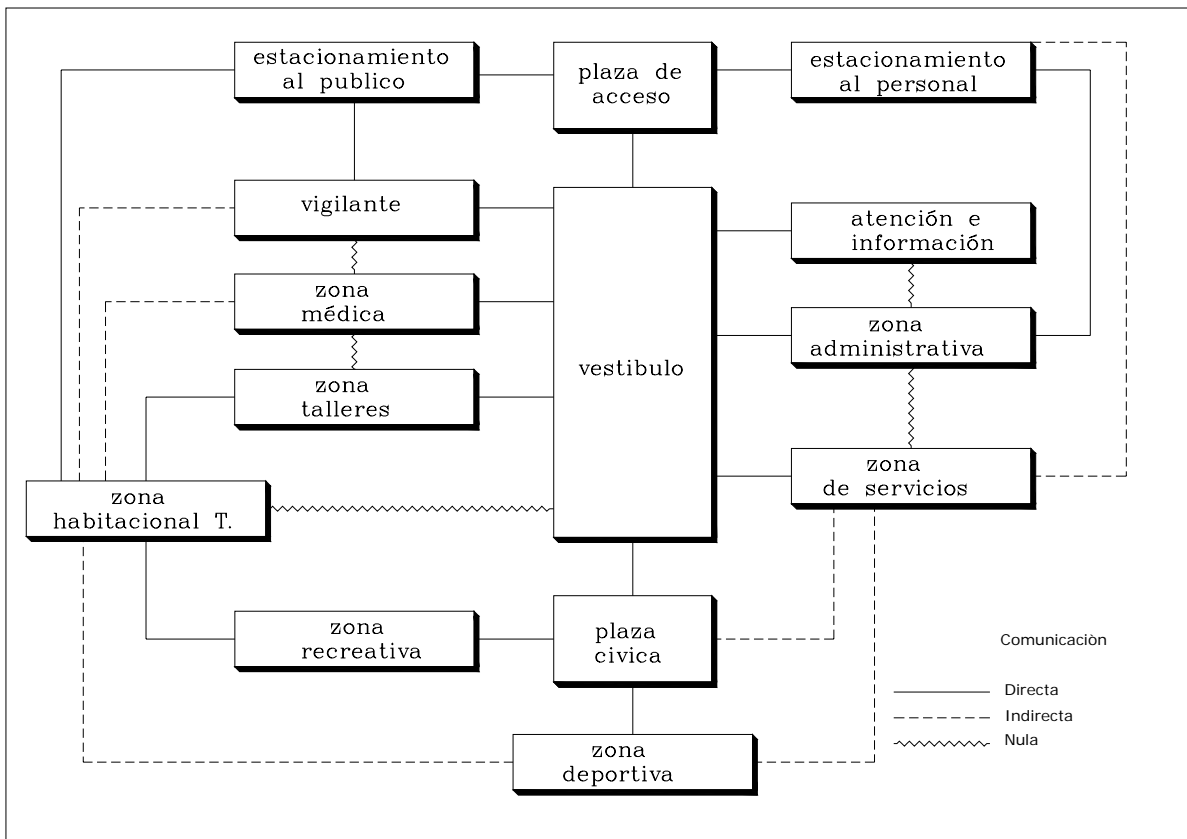 estacionamiento
al publico
plaza de
acceso
estacionamiento
al personal
vigilante
atención e
información
zona
médica
zona
administrativa
vestibulo
zona
talleres
zona
de servicios
zona
habitacional T.
zona
recreativa
plaza
civica
Comunicaciòn
Directa
Indirecta
Nula
zona
deportiva